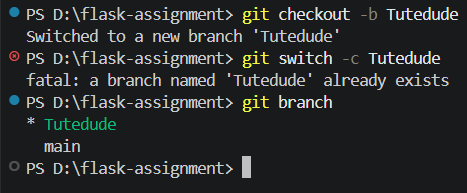 PS D:\flask-assignment> git checkout -b Tutedude
Switched to a new branch 'Tutedude'
PS D:\flask-assignment> git switch -c Tutedude
fatal: a branch named 'Tutedude' already exists
PS D:\flask-assignment> git branch
* Tutedude
  main
PS D:\flask-assignment>